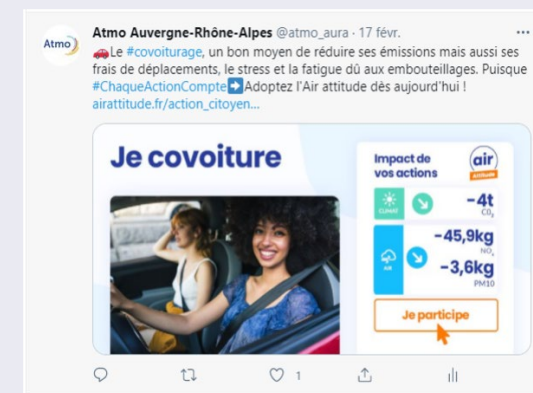 Atmo
Atmo Auvergne-Rhône-Alpes @atmo_aura · 17 févr.
🚗Le #covoiturage, un bon moyen de réduire ses émissions mais aussi ses
frais de déplacements, le stress et la fatigue dû aux embouteillages. Puisque
#ChaqueActionCompte➡Adoptez l'Air attitude dès aujourd'hui !
airattitude.fr/action_citoyen...
Je covoiture
Impact de
vos actions
air
Attitude
CLIMAT
-4t
CO₂
AIR
-45,9kg
-3,6kg
PM10
Je participe
1